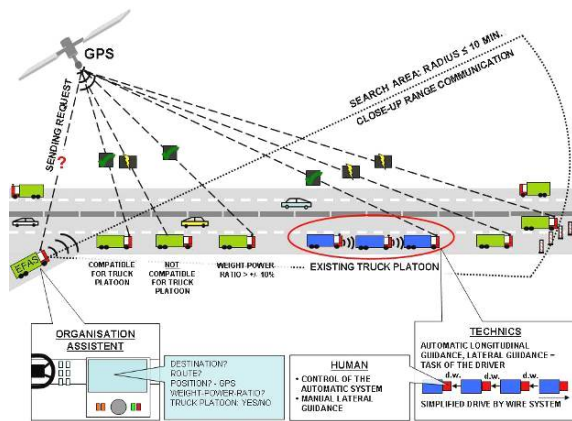 GPS
SEARCH AREA: RADIUS ≤ 10 MIN.
CLOSE-UP RANGE COMMUNICATION
SENDING REQUEST
?
EFAS
COMPATIBLE
FOR TRUCK
PLATOON
NOT
COMPATIBLE
FOR TRUCK
PLATOON
WEIGHT-POWER
RATIO > +/- 10%
EXISTING TRUCK PLATOON
ORGANISATION
ASSISTENT
DESTINATION?
ROUTE?
POSITION? - GPS
WEIGHT-POWER-RATIO?
TRUCK PLATOON: YES/NO
HUMAN
• CONTROL OF THE
AUTOMATIC SYSTEM
• MANUAL LATERAL
GUIDANCE
TECHNICS
AUTOMATIC LONGITUDINAL
GUIDANCE, LATERAL GUIDANCE –
TASK OF THE DRIVER
d.w. d.w. d.w.
SIMPLIFIED DRIVE BY WIRE SYSTEM